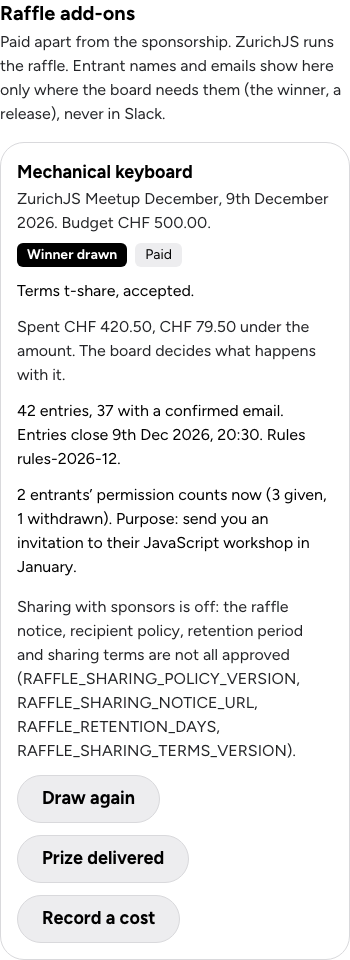 Raffle add-ons
Paid apart from the sponsorship. ZurichJS runs
the raffle. Entrant names and emails show here
only where the board needs them (the winner, a
release), never in Slack.
Mechanical keyboard
ZurichJS Meetup December, 9th December
2026. Budget CHF 500.00.
Winner drawn Paid
Terms t-share, accepted.
Spent CHF 420.50, CHF 79.50 under the
amount. The board decides what happens
with it.
42 entries, 37 with a confirmed email.
Entries close 9th Dec 2026, 20:30. Rules
rules-2026-12.
2 entrants’ permission counts now (3 given,
1 withdrawn). Purpose: send you an
invitation to their JavaScript workshop in
January.
Sharing with sponsors is off: the raffle
notice, recipient policy, retention period
and sharing terms are not all approved
(RAFFLE_SHARING_POLICY_VERSION,
RAFFLE_SHARING_NOTICE_URL,
RAFFLE_RETENTION_DAYS,
RAFFLE_SHARING_TERMS_VERSION).
Draw again
Prize delivered
Record a cost